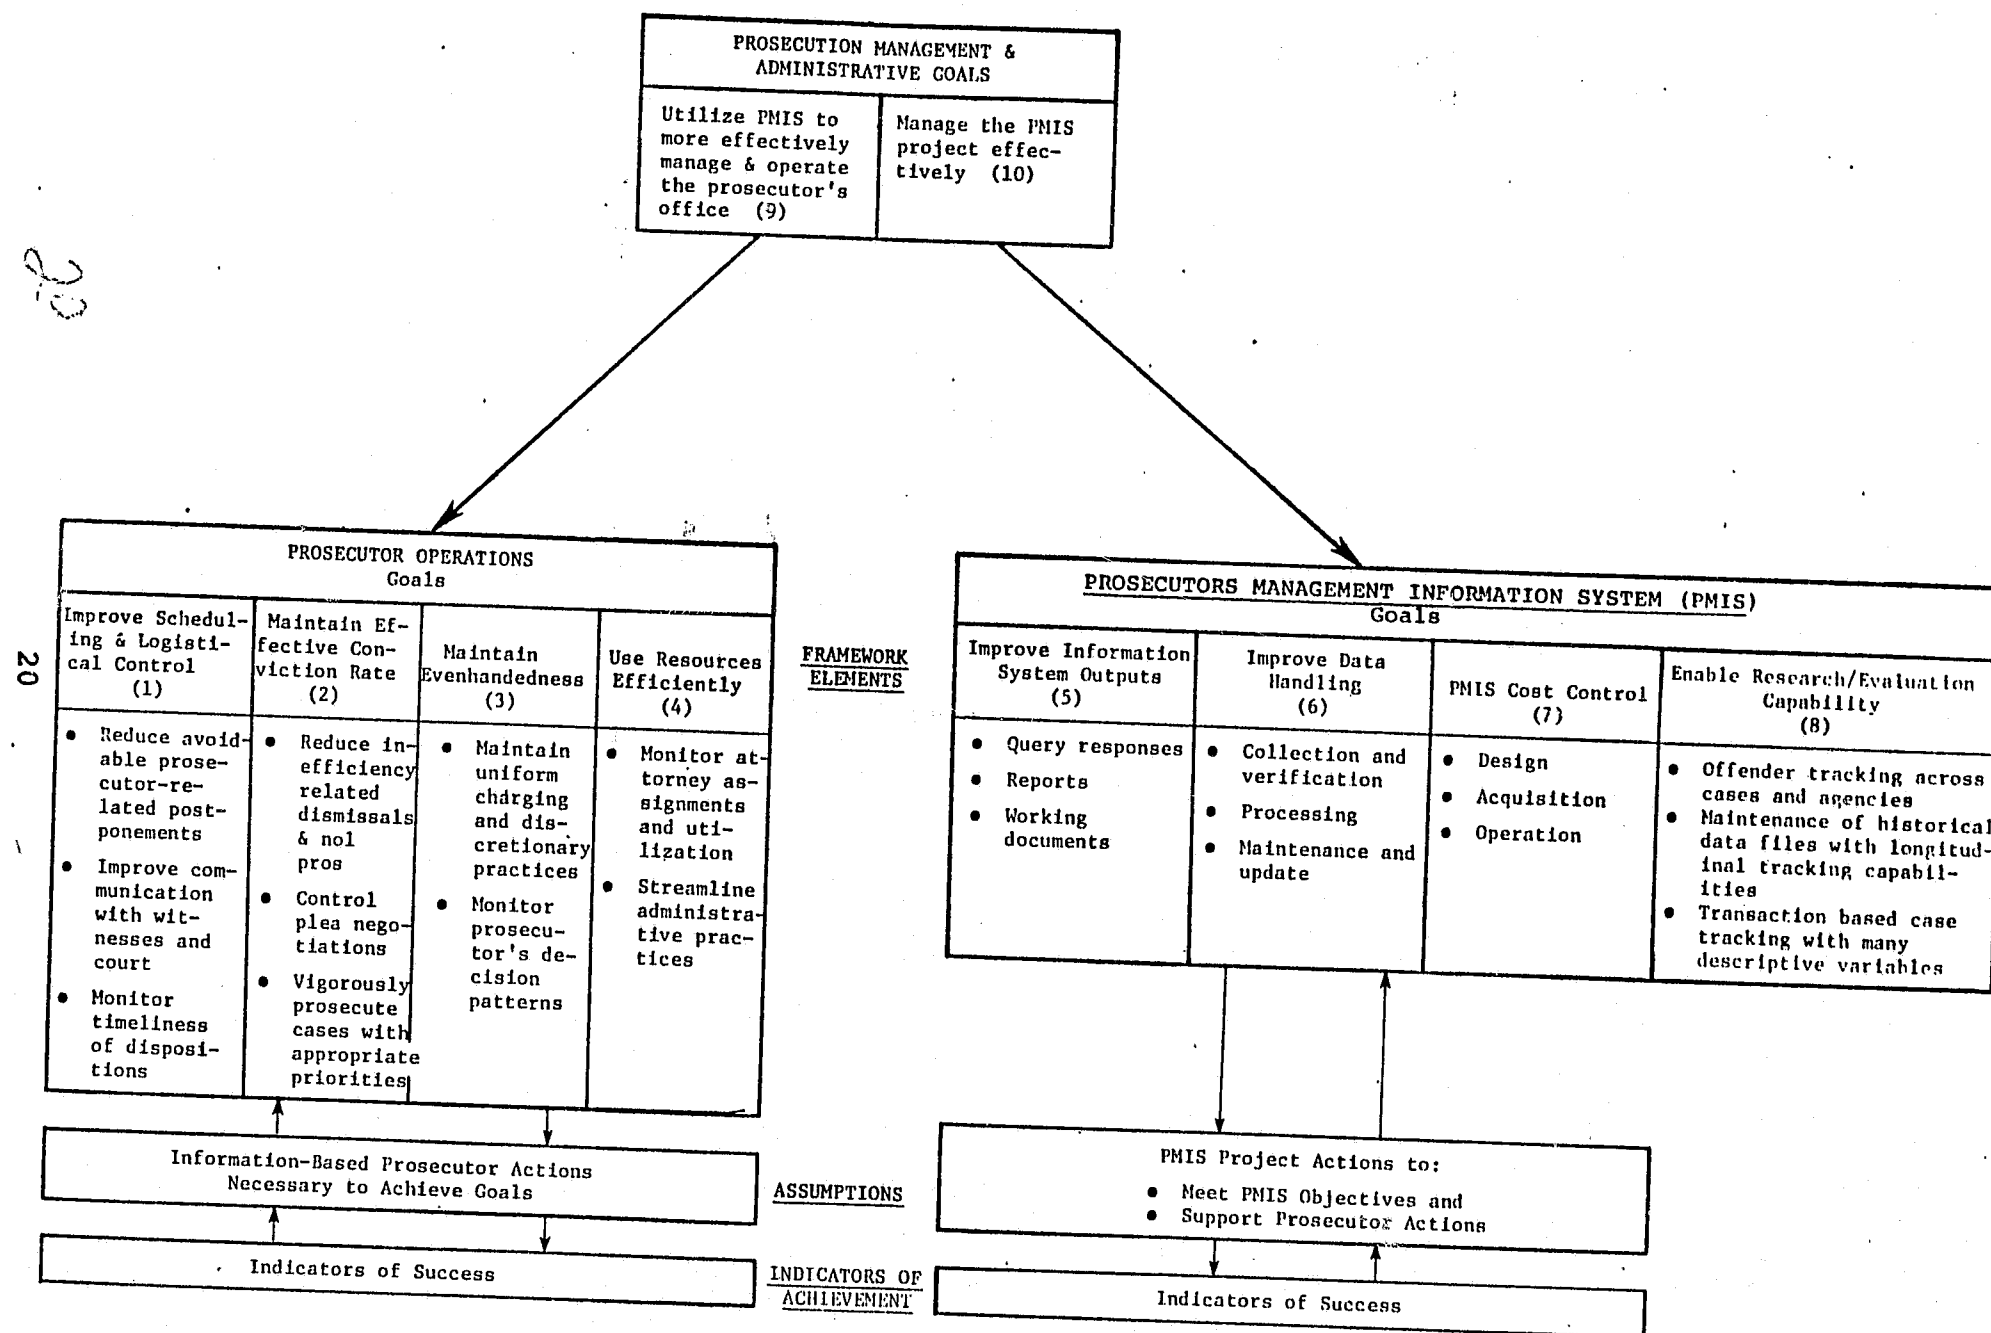 PROSECUTION MANAGEMENT &
ADMINISTRATIVE GOALS
Utilize PMIS to
more effectively
manage & operate
the prosecutor's
office (9)
Manage the PMIS
project effec-
tively (10)
20
PROSECUTOR OPERATIONS
Goals
Improve Schedul-
ing & Logisti-
cal Control
(1)
Maintain Ef-
fective Con-
viction Rate
(2)
Maintain
Evenhandedness
(3)
Use Resources
Efficiently
(4)
● Reduce avoid-
able prose-
cutor-re-
lated post-
ponements
● Improve com-
munication
with wit-
nesses and
court
● Monitor
timeliness
of disposi-
tions
● Reduce in-
efficiency
related
dismissals
& nol
pros
● Control
plea nego-
tiations
● Vigorously
prosecute
cases with
appropriate
priorities
● Maintain
uniform
charging
and dis-
cretionary
practices
● Monitor
prosecu-
tor's de-
cision
patterns
● Monitor at-
torney as-
signments
and uti-
lization
● Streamline
administra-
tive prac-
tices
FRAMEWORK
ELEMENTS
PROSECUTORS MANAGEMENT INFORMATION SYSTEM (PMIS)
Goals
Improve Information
System Outputs
(5)
Improve Data
Handling
(6)
PMIS Cost Control
(7)
Enable Research/Evaluation
Capability
(8)
● Query responses
● Reports
● Working
documents
● Collection and
verification
● Processing
● Maintenance and
update
● Design
● Acquisition
● Operation
● Offender tracking across
cases and agencies
● Maintenance of historical
data files with longitud-
inal tracking capabil-
ities
● Transaction based case
tracking with many
descriptive variables
Information-Based Prosecutor Actions
Necessary to Achieve Goals
ASSUMPTIONS
PMIS Project Actions to:
● Meet PMIS Objectives and
● Support Prosecutor Actions
Indicators of Success
INDICATORS OF
ACHIEVEMENT
Indicators of Success